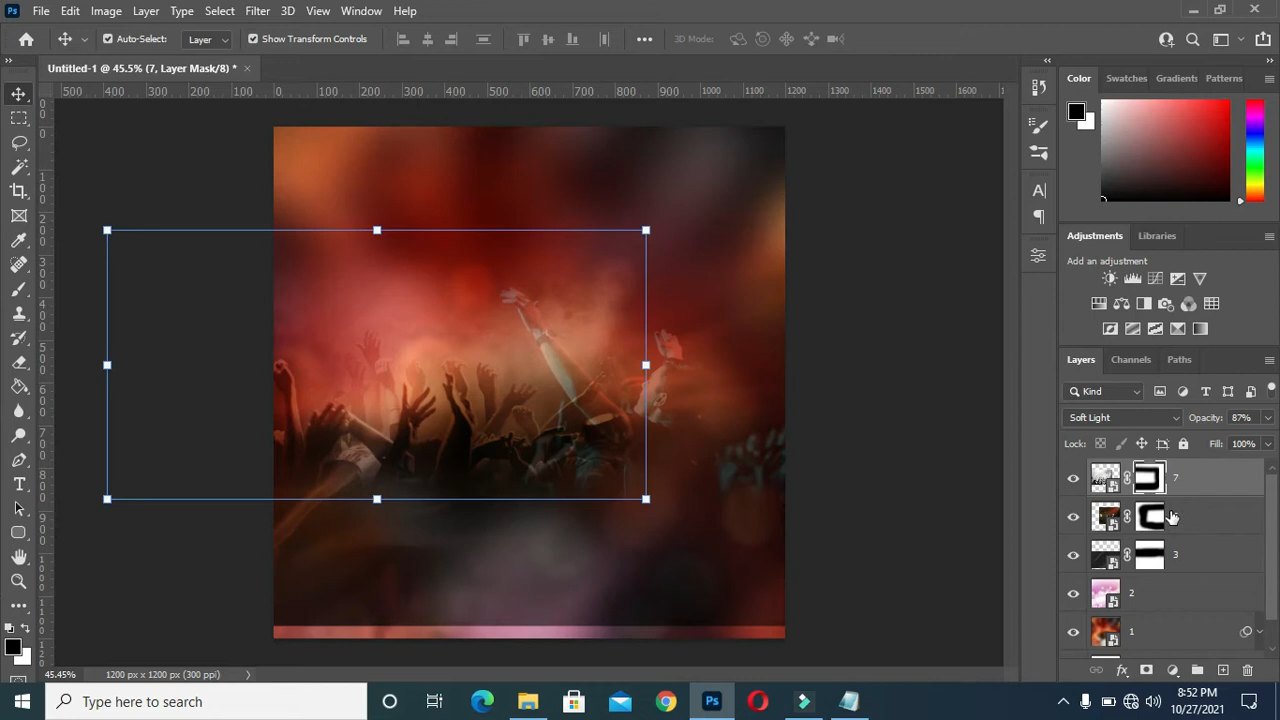 Ps File Edit Image Layer Type Select Filter 3D View Window Help
Auto-Select: Layer Show Transform Controls 3D Mode:
Untitled-1 @ 45.5% (7, Layer Mask/8) *
500 400 300 200 100 0 100 200 300 400 500 600 700 800 900 1000 1100 1200 1300 1400 1500 1600
Color Swatches Gradients Patterns
Adjustments Libraries
Add an adjustment
Layers Channels Paths
Kind
Soft Light Opacity: 87%
Lock: Fill: 100%
7
3
2
1
45.45% 1200 px x 1200 px (300 ppi)
Type here to search
Ps
8:52 PM
10/27/2021